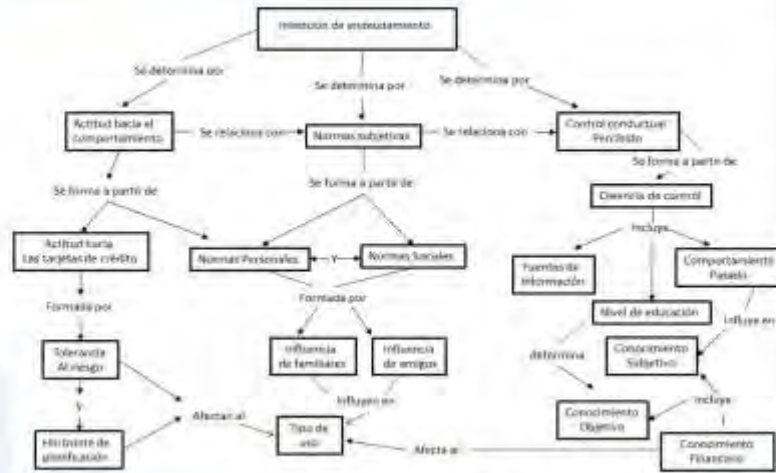 Intención de endeudamiento
Se determina por
Se determina por
Se determina por
Actitud hacia el
comportamiento
Se relaciona con
Normas subjetivas
Se relaciona con
Control conductual
Percibido
Se forma a partir de
Se forma a partir de
Se forma a partir de
Creencia de control
Incluye
Actitud hacia
Las tarjetas de crédito
Normas Personales
Y
Normas Sociales
Fuentes de
Información
Comportamiento
Pasado
Formada por
Formada por
Nivel de educación
Influye en
Tolerancia
Al riesgo
Influencia
de familiares
Influencia
de amigos
determina
Conocimiento
Subjetivo
Y
Afectan al
Influyen en
Tipo de
uso
Conocimiento
Objetivo
Incluye
Horizonte de
planificación
Afecta al
Conocimiento
Financiero